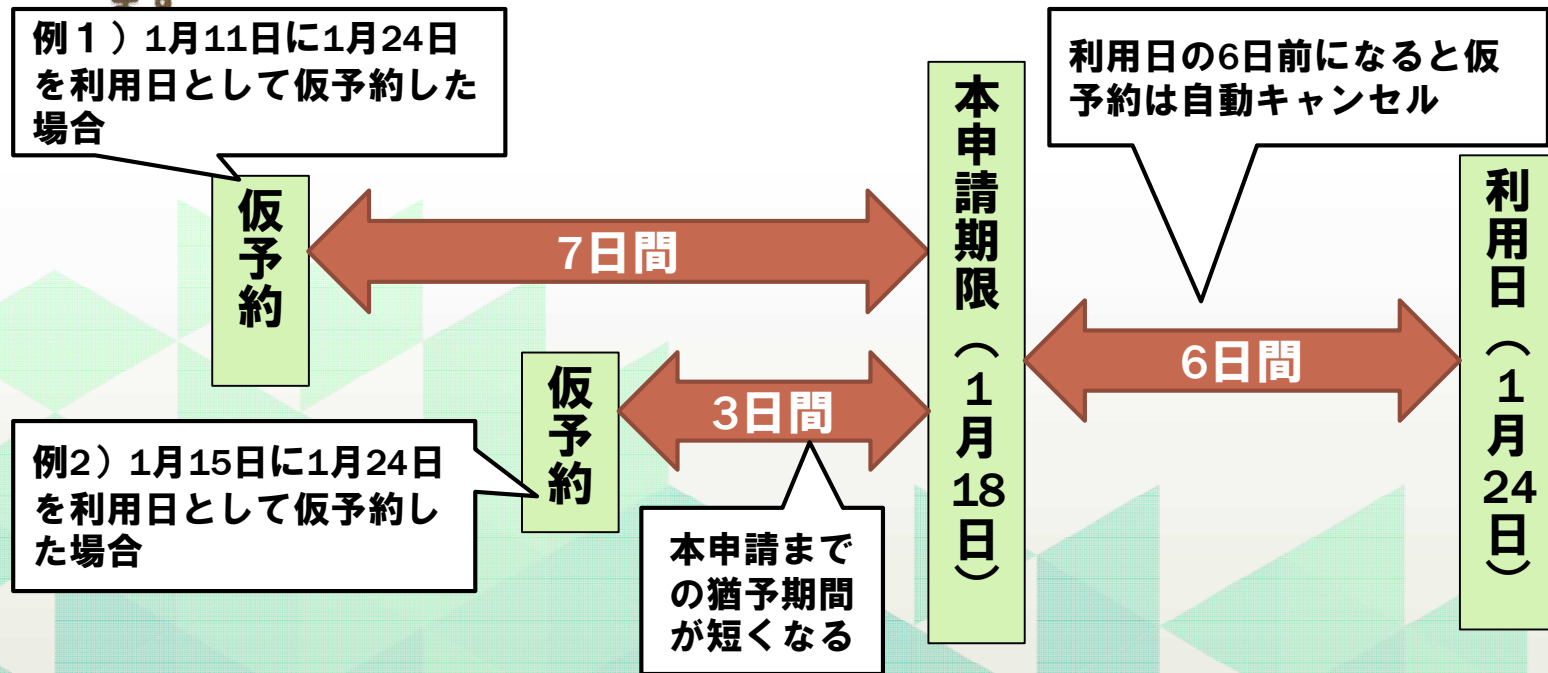 す。
例１）1月11日に1月24日
を利用日として仮予約した
場合
利用日の6日前になると仮
予約は自動キャンセル
仮予約
7日間
本申請期限（1月18日）
利用日（1月24日）
6日間
仮予約
3日間
例2）1月15日に1月24日
を利用日として仮予約し
た場合
本申請まで
の猶予期間
が短くなる